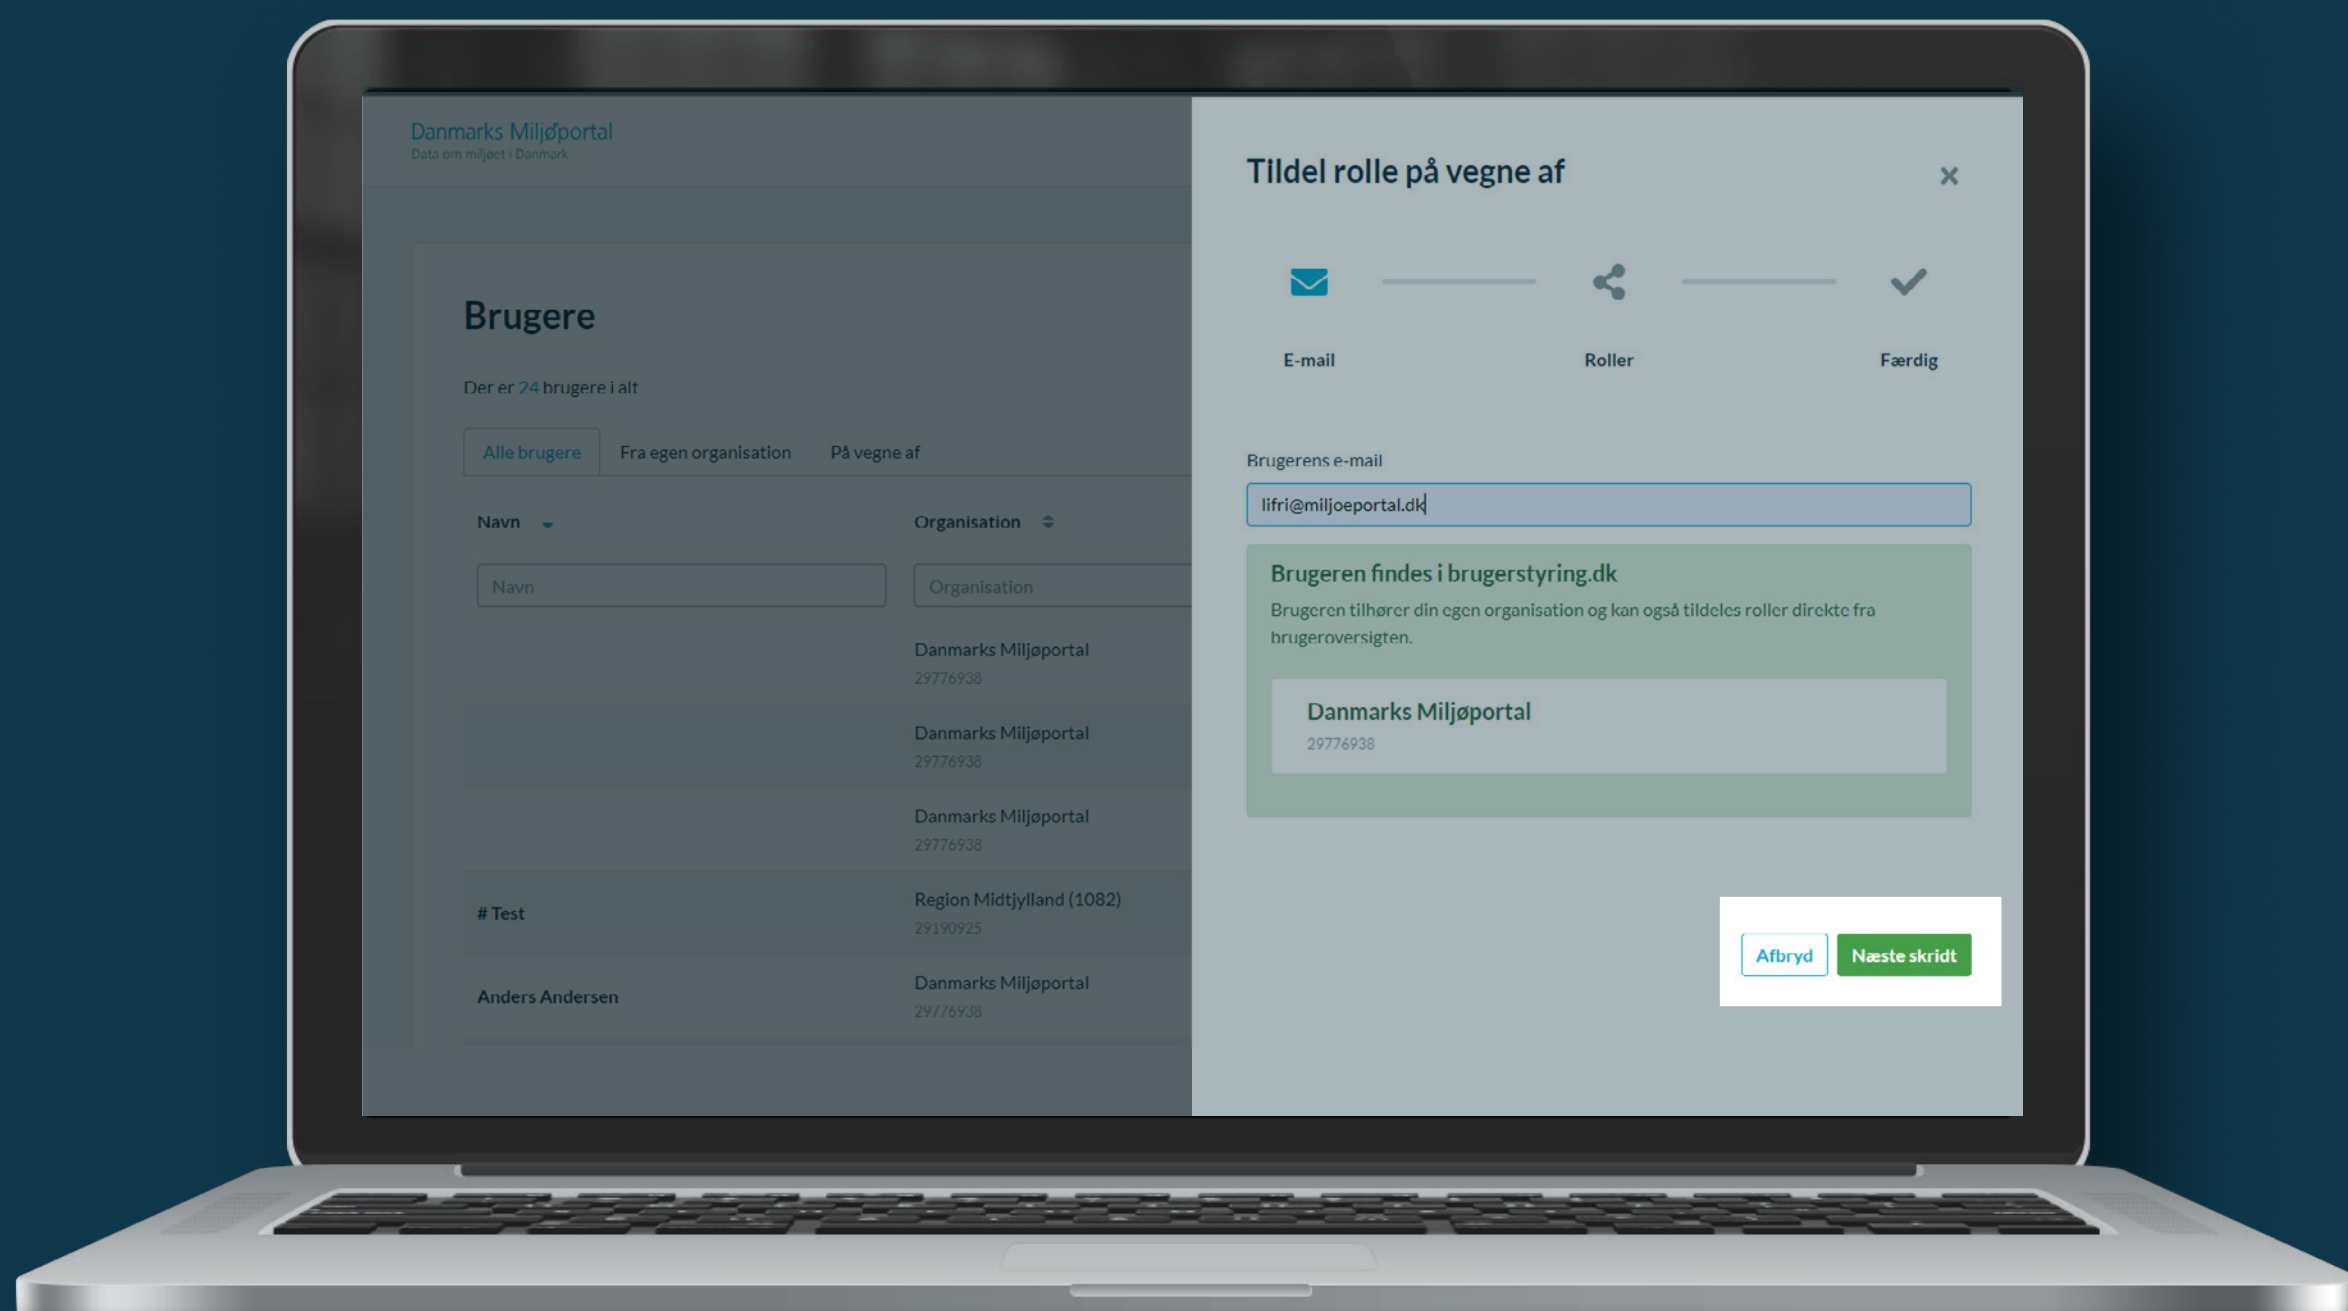 Danmarks Miljøportal
Data om miljøet i Danmark
Brugere
Der er 24 brugere i alt
Alle brugere
Fra egen organisation
På vegne af
Navn
Organisation
Navn
Organisation
Danmarks Miljøportal
29776938
Danmarks Miljøportal
29776938
Danmarks Miljøportal
29776938
# Test
Region Midtjylland (1082)
29190925
Anders Andersen
Danmarks Miljøportal
29776938
Tildel rolle på vegne af
E-mail
Roller
Færdig
Brugerens e-mail
lifri@miljoeportal.dk
Brugeren findes i brugerstyring.dk
Brugeren tilhører din egen organisation og kan også tildeles roller direkte fra
brugeroversigten.
Danmarks Miljøportal
29776938
Afbryd
Næste skridt